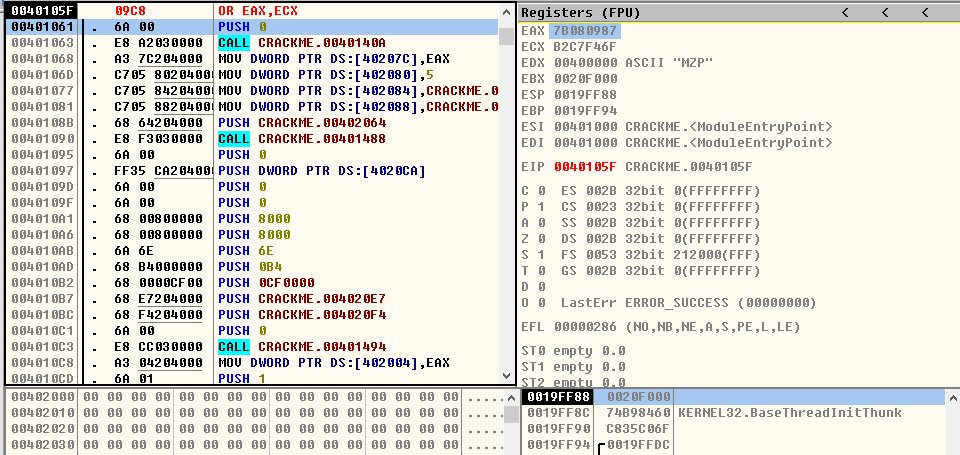 0040105F 09C8 OR EAX,ECX
00401061 . 6A 00 PUSH 0
00401063 . E8 A2030000 CALL CRACKME.0040140A
00401068 . A3 7C204000 MOV DWORD PTR DS:[40207C],EAX
0040106D . C705 80204000 MOV DWORD PTR DS:[402080],5
00401077 . C705 84204000 MOV DWORD PTR DS:[402084],CRACKME.0
00401081 . C705 88204000 MOV DWORD PTR DS:[402088],CRACKME.0
0040108B . 68 64204000 PUSH CRACKME.00402064
00401090 . E8 F3030000 CALL CRACKME.00401488
00401095 . 6A 00 PUSH 0
00401097 . FF35 CA204000 PUSH DWORD PTR DS:[4020CA]
0040109D . 6A 00 PUSH 0
0040109F . 6A 00 PUSH 0
004010A1 . 68 00800000 PUSH 8000
004010A6 . 68 00800000 PUSH 8000
004010AB . 6A 6E PUSH 6E
004010AD . 68 B4000000 PUSH 0B4
004010B2 . 68 0000CF00 PUSH 0CF0000
004010B7 . 68 E7204000 PUSH CRACKME.004020E7
004010BC . 68 F4204000 PUSH CRACKME.004020F4
004010C1 . 6A 00 PUSH 0
004010C3 . E8 CC030000 CALL CRACKME.00401494
004010C8 . A3 04204000 MOV DWORD PTR DS:[402004],EAX
004010CD . 6A 01 PUSH 1
Registers (FPU) < < <
EAX 7B080987
ECX B2C7F46F
EDX 00400000 ASCII "MZP"
EBX 0020F000
ESP 0019FF88
EBP 0019FF94
ESI 00401000 CRACKME.<ModuleEntryPoint>
EDI 00401000 CRACKME.<ModuleEntryPoint>
EIP 0040105F CRACKME.0040105F
C 0 ES 002B 32bit 0(FFFFFFFF)
P 1 CS 0023 32bit 0(FFFFFFFF)
A 0 SS 002B 32bit 0(FFFFFFFF)
Z 0 DS 002B 32bit 0(FFFFFFFF)
S 1 FS 0053 32bit 212000(FFF)
T 0 GS 002B 32bit 0(FFFFFFFF)
D 0
O 0 LastErr ERROR_SUCCESS (00000000)
EFL 00000286 (NO,NB,NE,A,S,PE,L,LE)
ST0 empty 0.0
ST1 empty 0.0
ST2 empty 0.0
00402000 00 00 00 00 00 00 00 00 00 00 00 00 00 00 00 00 .....
00402010 00 00 00 00 00 00 00 00 00 00 00 00 00 00 00 00 .....
00402020 00 00 00 00 00 00 00 00 00 00 00 00 00 00 00 00 .....
00402030 00 00 00 00 00 00 00 00 00 00 00 00 00 00 00 00 .....
0019FF88 0020F000
0019FF8C 74B98460 KERNEL32.BaseThreadInitThunk
0019FF90 C835C06F
0019FF94 0019FFDC